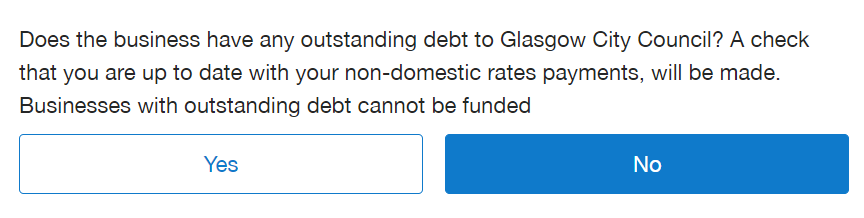 Does the business have any outstanding debt to Glasgow City Council? A check
that you are up to date with your non-domestic rates payments, will be made.
Businesses with outstanding debt cannot be funded
Yes
No